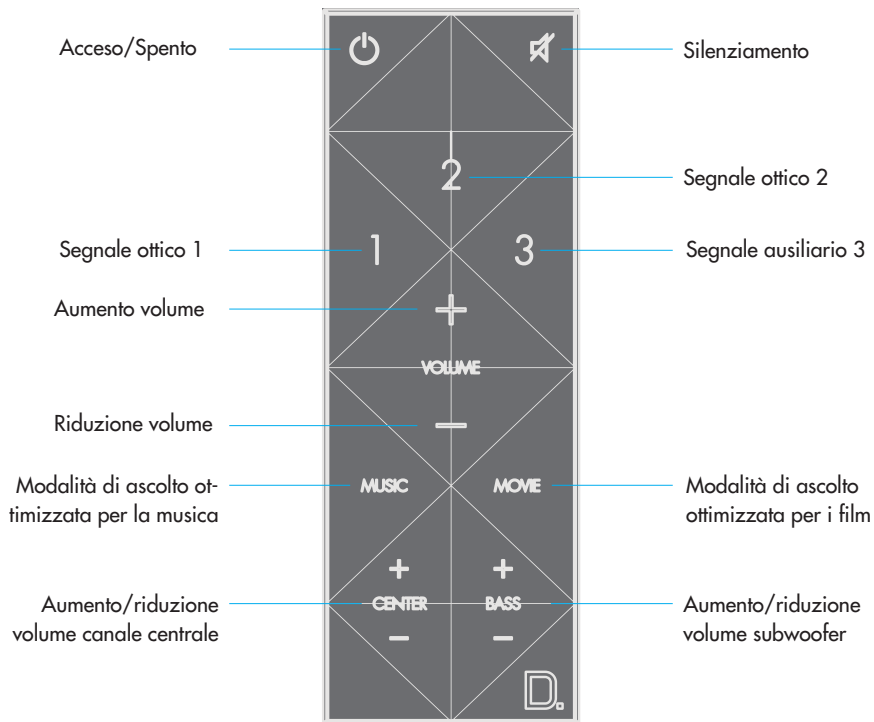 Acceso/Spento
Silenziamento
2
Segnale ottico 2
Segnale ottico 1
1
3
Segnale ausiliario 3
Aumento volume
+
VOLUME
Riduzione volume
−
Modalità di ascolto ot-
timizzata per la musica
MUSIC
MOVIE
Modalità di ascolto
ottimizzata per i film
+
+
Aumento/riduzione
volume canale centrale
CENTER
BASS
Aumento/riduzione
volume subwoofer
−
−
D.